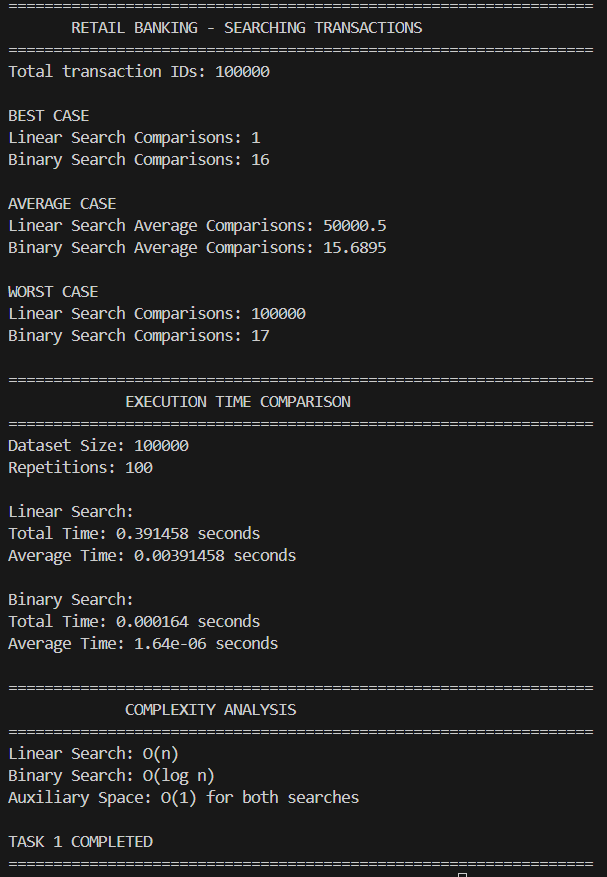 =================================================================
RETAIL BANKING - SEARCHING TRANSACTIONS
=================================================================
Total transaction IDs: 100000
BEST CASE
Linear Search Comparisons: 1
Binary Search Comparisons: 16
AVERAGE CASE
Linear Search Average Comparisons: 50000.5
Binary Search Average Comparisons: 15.6895
WORST CASE
Linear Search Comparisons: 100000
Binary Search Comparisons: 17
=================================================================
EXECUTION TIME COMPARISON
=================================================================
Dataset Size: 100000
Repetitions: 100
Linear Search:
Total Time: 0.391458 seconds
Average Time: 0.00391458 seconds
Binary Search:
Total Time: 0.000164 seconds
Average Time: 1.64e-06 seconds
=================================================================
COMPLEXITY ANALYSIS
=================================================================
Linear Search: O(n)
Binary Search: O(log n)
Auxiliary Space: O(1) for both searches
TASK 1 COMPLETED
=================================================================